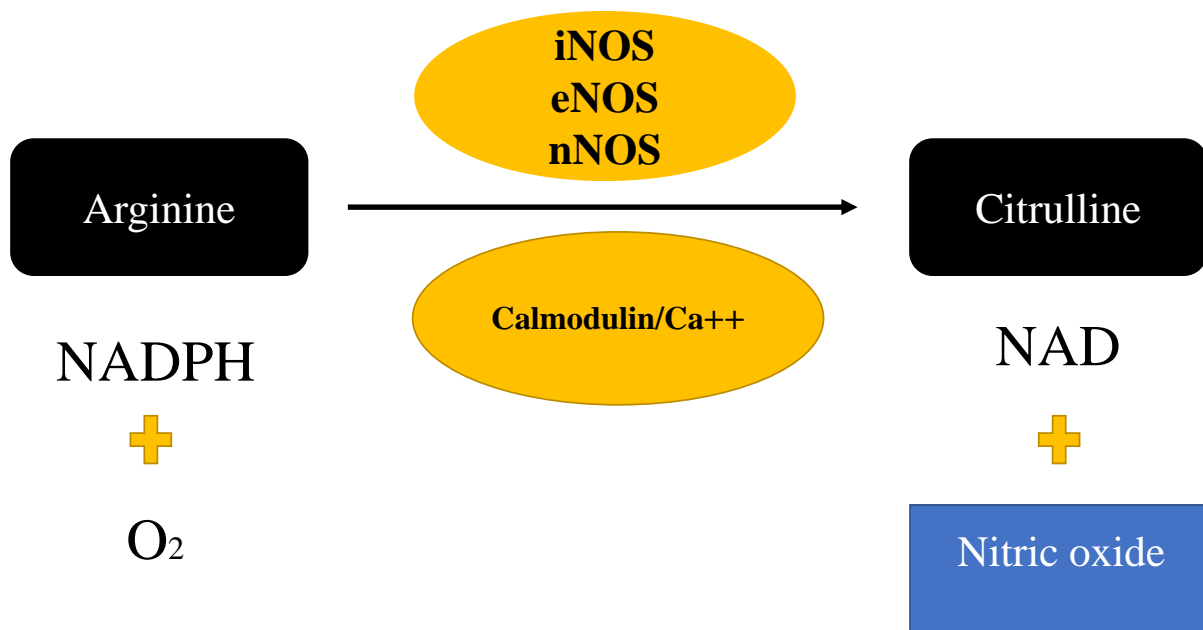 iNOS
eNOS
nNOS
Arginine
Citrulline
Calmodulin/Ca++
NADPH
NAD
O2
Nitric oxide